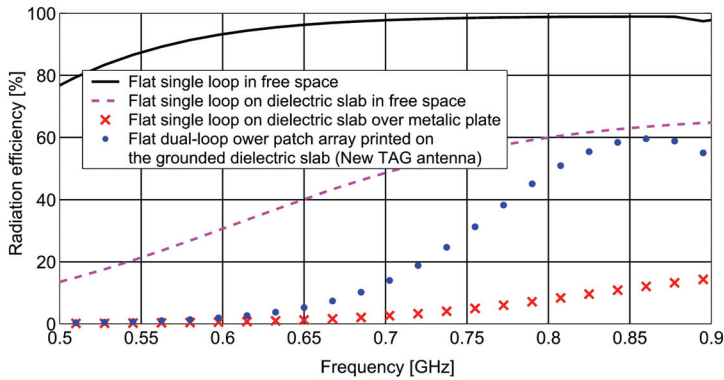 Radiation efficiency [%]
100
80
60
40
20
0
Flat single loop in free space
Flat single loop on dielectric slab in free space
Flat single loop on dielectric slab over metalic plate
Flat dual-loop ower patch array printed on
the grounded dielectric slab (New TAG antenna)
0.5 0.55 0.6 0.65 0.7 0.75 0.8 0.85 0.9
Frequency [GHz]